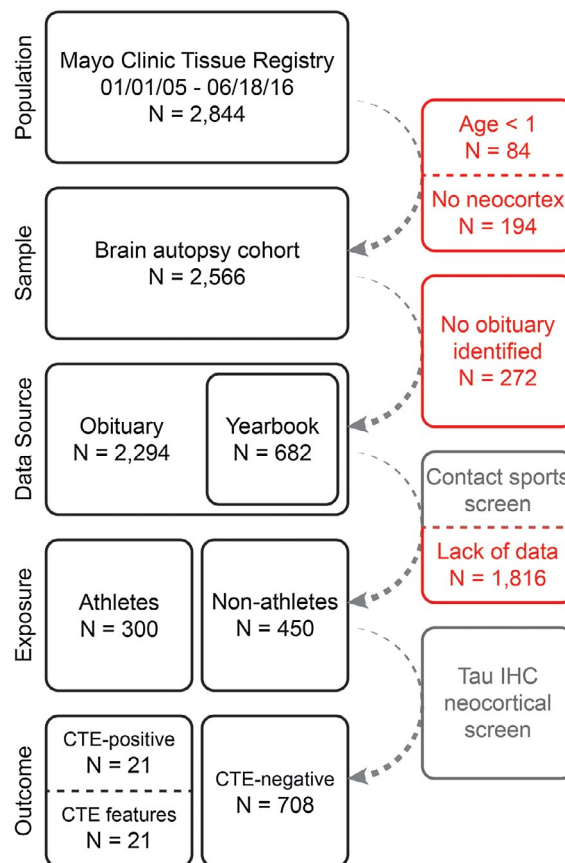 Population
Mayo Clinic Tissue Registry
01/01/05 - 06/18/16
N = 2,844
Age < 1
N = 84
No neocortex
N = 194
Sample
Brain autopsy cohort
N = 2,566
No obituary
identified
N = 272
Data Source
Obituary
N = 2,294
Yearbook
N = 682
Contact sports
screen
Lack of data
N = 1,816
Exposure
Athletes
N = 300
Non-athletes
N = 450
Tau IHC
neocortical
screen
Outcome
CTE-positive
N = 21
CTE features
N = 21
CTE-negative
N = 708